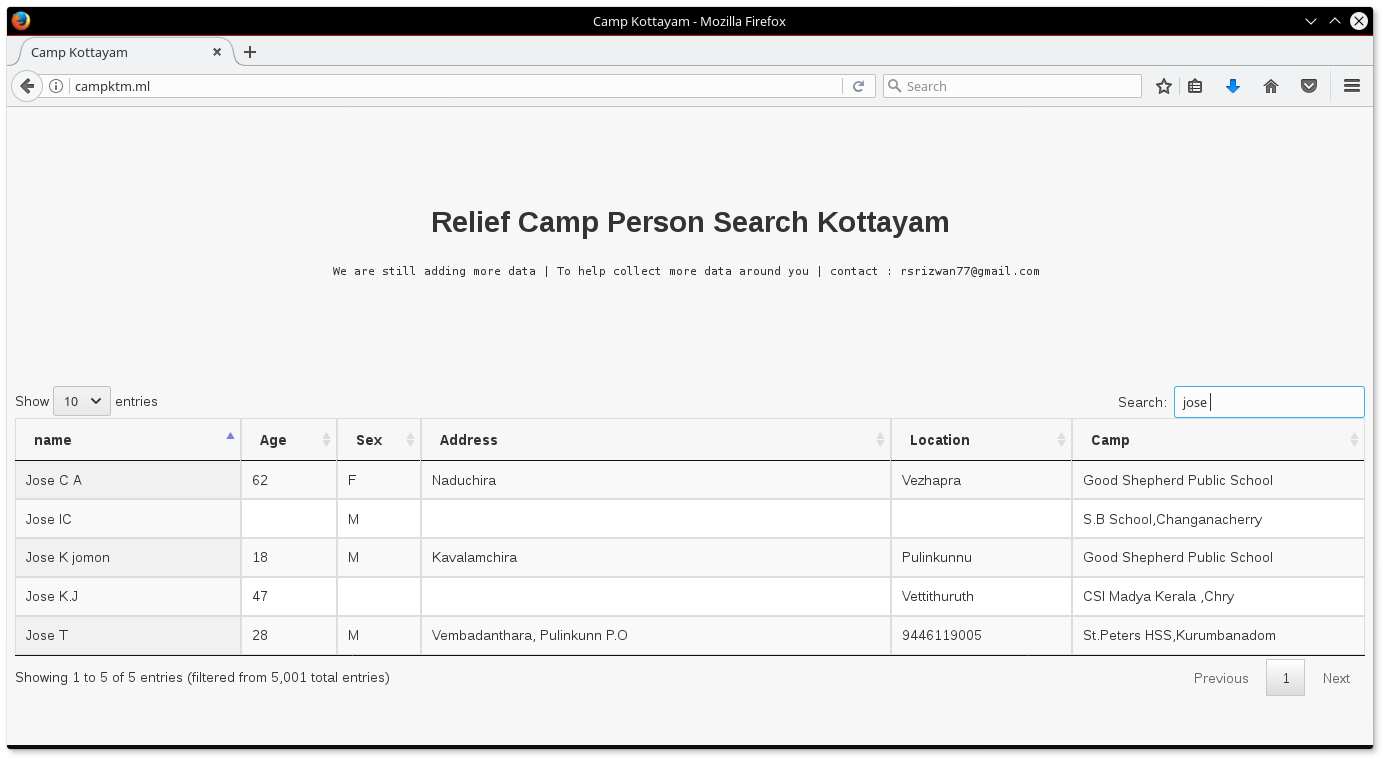 Camp Kottayam - Mozilla Firefox
Camp Kottayam
campktm.ml Search
Relief Camp Person Search Kottayam
We are still adding more data | To help collect more data around you | contact : rsrizwan77@gmail.com
Show 10 entries Search: jose
name Age Sex Address Location Camp
Jose C A 62 F Naduchira Vezhapra Good Shepherd Public School
Jose IC M S.B School,Changanacherry
Jose K jomon 18 M Kavalamchira Pulinkunnu Good Shepherd Public School
Jose K.J 47 Vettithuruth CSI Madya Kerala ,Chry
Jose T 28 M Vembadanthara, Pulinkunn P.O 9446119005 St.Peters HSS,Kurumbanadom
Showing 1 to 5 of 5 entries (filtered from 5,001 total entries) Previous 1 Next